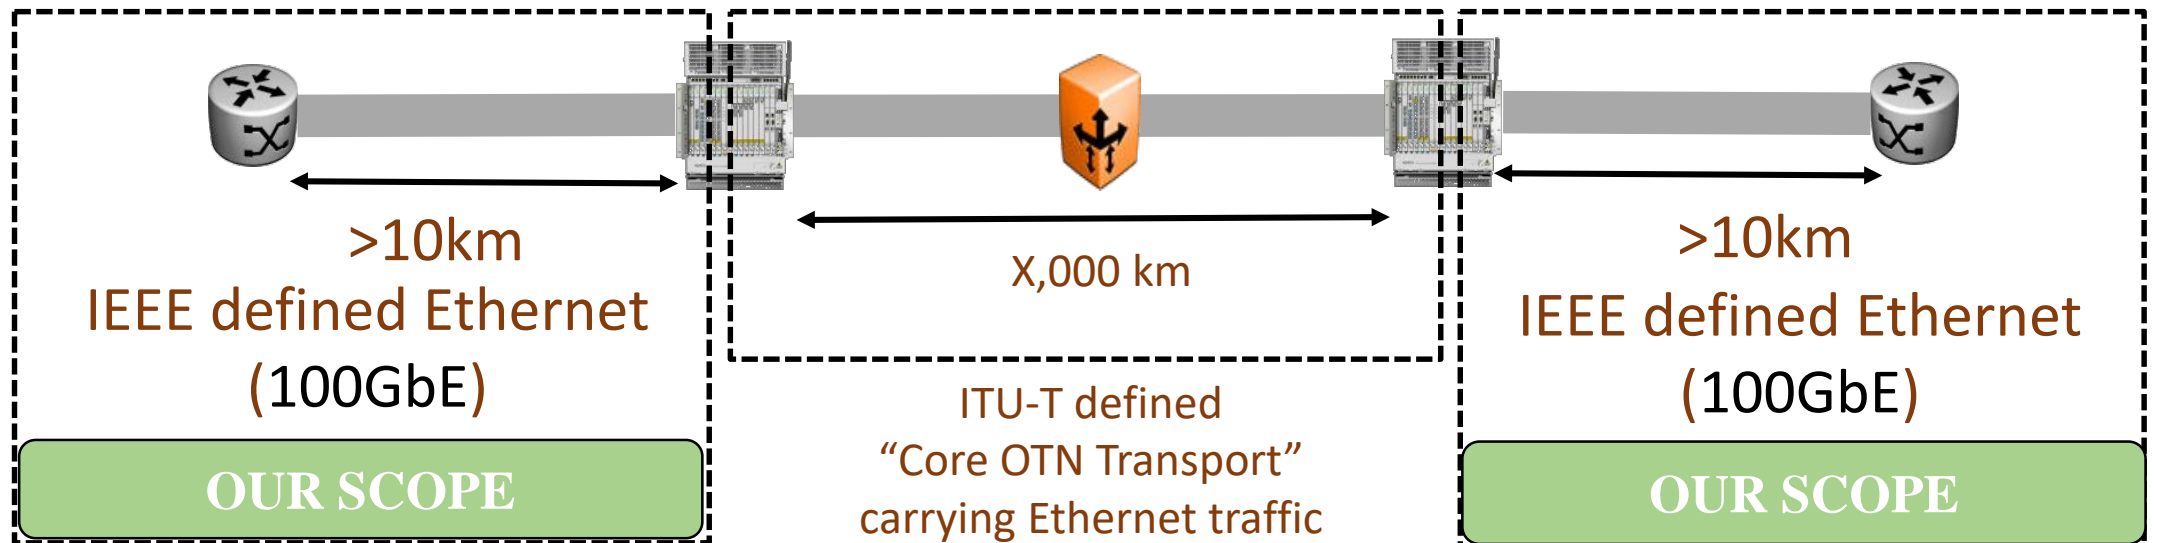 >10km
IEEE defined Ethernet
(100GbE)
OUR SCOPE
X,000 km
ITU-T defined
“Core OTN Transport”
carrying Ethernet traffic
>10km
IEEE defined Ethernet
(100GbE)
OUR SCOPE